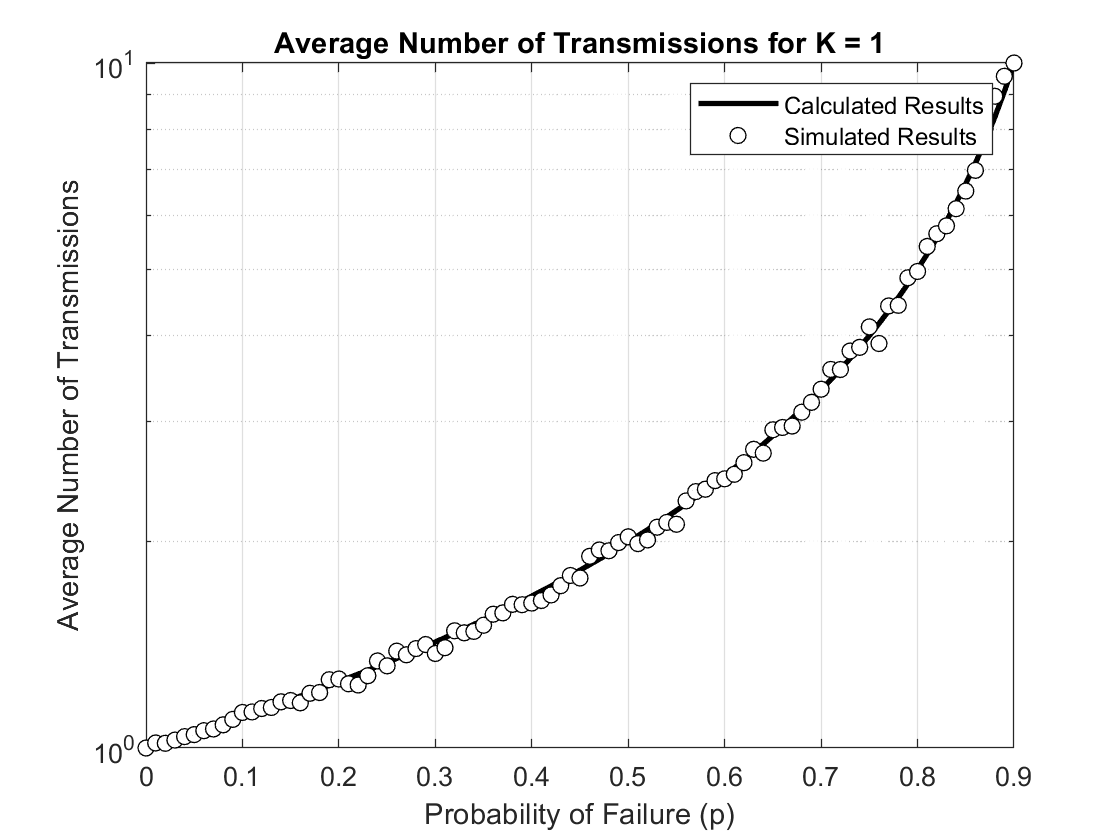 Average Number of Transmissions for K = 1
10^1
Calculated Results
Simulated Results
Average Number of Transmissions
10^0
0 0.1 0.2 0.3 0.4 0.5 0.6 0.7 0.8 0.9
Probability of Failure (p)